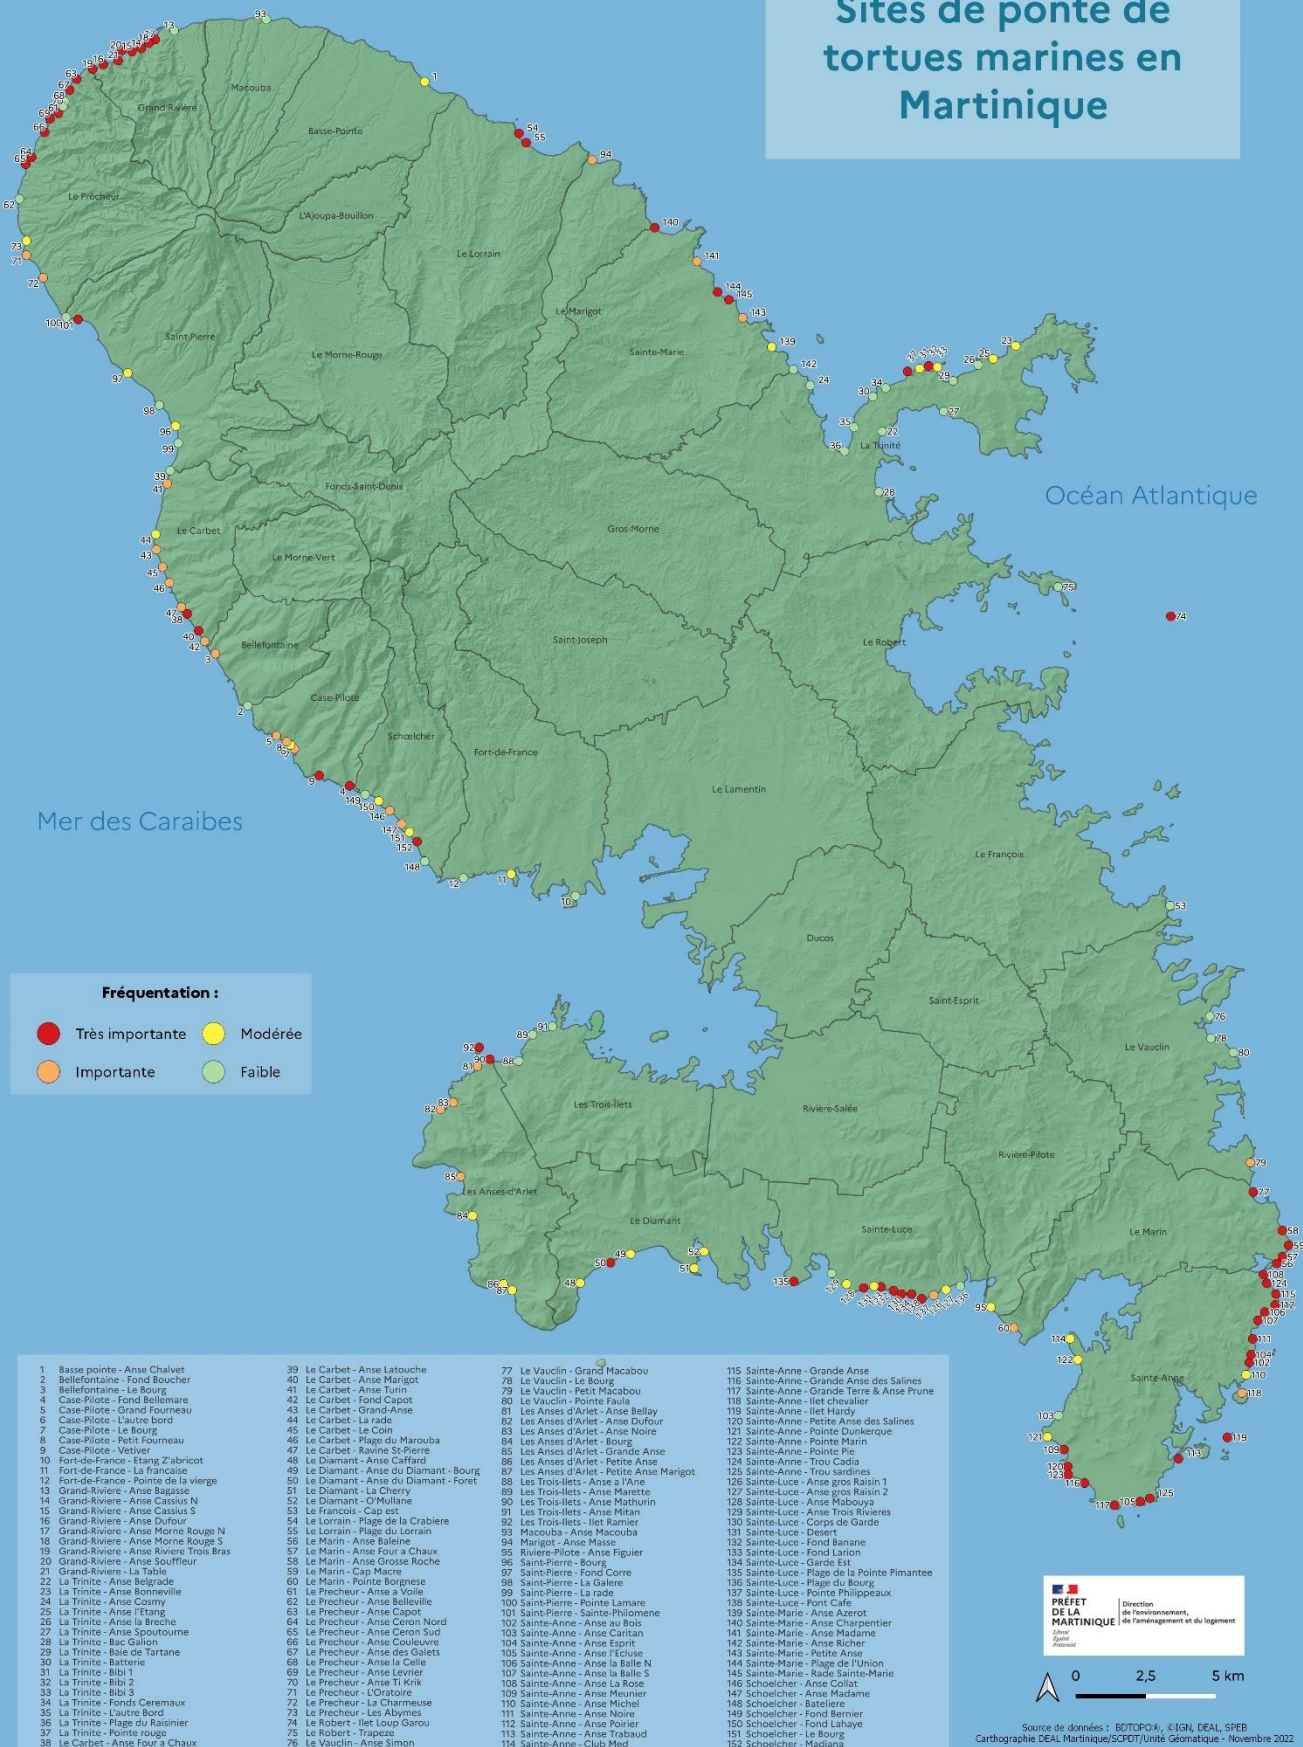 Sites de ponte de
tortues marines en
Martinique
Océan Atlantique
Mer des Caraibes
Macouba
Grand Rivière
Basse-Pointe
Le Prêcheur
L'Ajoupa-Bouillon
Le Lorrain
Le Marigot
Saint Pierre
Le Morne-Rouge
Sainte-Marie
La Trinité
Fonds-Saint-Denis
Le Carbet
Le Morne-Vert
Gros-Morne
Bellefontaine
Saint-Joseph
Le Robert
Case-Pilote
Schœlcher
Fort-de-France
Le Lamentin
Le François
Ducos
Saint-Esprit
Le Vauclin
Les Trois-Îlets
Rivière-Salée
Rivière-Pilote
Les Anses-d'Arlet
Le Diamant
Sainte-Luce
Le Marin
Sainte-Anne
Fréquentation :
Très importante
Modérée
Importante
Faible
1 Basse pointe - Anse Chalvet
2 Bellefontaine - Fond Boucher
3 Bellefontaine - Le Bourg
4 Case-Pilote - Fond Bellemare
5 Case-Pilote - Grand Fourneau
6 Case-Pilote - L'autre bord
7 Case-Pilote - Le Bourg
8 Case-Pilote - Petit Fourneau
9 Case-Pilote - Vetiver
10 Fort-de-France - Etang Z'abricot
11 Fort-de-France - La francaise
12 Fort-de-France - Pointe de la vierge
13 Grand-Riviere - Anse Bagasse
14 Grand-Riviere - Anse Cassius N
15 Grand-Riviere - Anse Cassius S
16 Grand-Riviere - Anse Dufour
17 Grand-Riviere - Anse Morne Rouge N
18 Grand-Riviere - Anse Morne Rouge S
19 Grand-Riviere - Anse Riviere Trois Bras
20 Grand-Riviere - Anse Souffleur
21 Grand-Riviere - La Table
22 La Trinite - Anse Belgrade
23 La Trinite - Anse Bonneville
24 La Trinite - Anse Cosmy
25 La Trinite - Anse l'Etang
26 La Trinite - Anse la Breche
27 La Trinite - Anse Spoutourne
28 La Trinite - Bac Galion
29 La Trinite - Baie de Tartane
30 La Trinite - Batterie
31 La Trinite - Bibi 1
32 La Trinite - Bibi 2
33 La Trinite - Bibi 3
34 La Trinite - Fonds Ceremaux
35 La Trinite - L'autre Bord
36 La Trinite - Plage du Raisinier
37 La Trinite - Pointe rouge
38 Le Carbet - Anse Four a Chaux
39 Le Carbet - Anse Latouche
40 Le Carbet - Anse Marigot
41 Le Carbet - Anse Turin
42 Le Carbet - Fond Capot
43 Le Carbet - Grand-Anse
44 Le Carbet - La rade
45 Le Carbet - Le Coin
46 Le Carbet - Plage du Marouba
47 Le Carbet - Ravine St-Pierre
48 Le Diamant - Anse Caffard
49 Le Diamant - Anse du Diamant - Bourg
50 Le Diamant - Anse du Diamant - Foret
51 Le Diamant - La Cherry
52 Le Diamant - O'Mullane
53 Le Francois - Cap est
54 Le Lorrain - Plage de la Crabiere
55 Le Lorrain - Plage du Lorrain
56 Le Marin - Anse Baleine
57 Le Marin - Anse Four a Chaux
58 Le Marin - Anse Grosse Roche
59 Le Marin - Cap Macre
60 Le Marin - Pointe Borgnese
61 Le Precheur - Anse a Voile
62 Le Precheur - Anse Belleville
63 Le Precheur - Anse Capot
64 Le Precheur - Anse Ceron Nord
65 Le Precheur - Anse Ceron Sud
66 Le Precheur - Anse Couleuvre
67 Le Precheur - Anse des Galets
68 Le Precheur - Anse la Celle
69 Le Precheur - Anse Levrier
70 Le Precheur - Anse Ti Krik
71 Le Precheur - L'Oratoire
72 Le Precheur - La Charmeuse
73 Le Precheur - Les Abymes
74 Le Robert - Ilet Loup Garou
75 Le Robert - Trapeze
76 Le Vauclin - Anse Simon
77 Le Vauclin - Grand Macabou
78 Le Vauclin - Le Bourg
79 Le Vauclin - Petit Macabou
80 Le Vauclin - Pointe Faula
81 Les Anses d'Arlet - Anse Bellay
82 Les Anses d'Arlet - Anse Dufour
83 Les Anses d'Arlet - Anse Noire
84 Les Anses d'Arlet - Bourg
85 Les Anses d'Arlet - Grande Anse
86 Les Anses d'Arlet - Petite Anse
87 Les Anses d'Arlet - Petite Anse Marigot
88 Les Trois-Ilets - Anse a l'Ane
89 Les Trois-Ilets - Anse Marette
90 Les Trois-Ilets - Anse Mathurin
91 Les Trois-Ilets - Anse Mitan
92 Les Trois-Ilets - Ilet Ramier
93 Macouba - Anse Macouba
94 Marigot - Anse Masse
95 Riviere-Pilote - Anse Figuier
96 Saint-Pierre - Bourg
97 Saint-Pierre - Fond Corre
98 Saint-Pierre - La Galere
99 Saint-Pierre - La rade
100 Saint-Pierre - Pointe Lamare
101 Saint-Pierre - Sainte-Philomene
102 Sainte-Anne - Anse au Bois
103 Sainte-Anne - Anse Caritan
104 Sainte-Anne - Anse Esprit
105 Sainte-Anne - Anse l'Ecluse
106 Sainte-Anne - Anse la Balle N
107 Sainte-Anne - Anse la Balle S
108 Sainte-Anne - Anse La Rose
109 Sainte-Anne - Anse Meunier
110 Sainte-Anne - Anse Michel
111 Sainte-Anne - Anse Noire
112 Sainte-Anne - Anse Poirier
113 Sainte-Anne - Anse Trabaud
114 Sainte-Anne - Club Med
115 Sainte-Anne - Grande Anse
116 Sainte-Anne - Grande Anse des Salines
117 Sainte-Anne - Grande Terre & Anse Prune
118 Sainte-Anne - Ilet chevalier
119 Sainte-Anne - Ilet Hardy
120 Sainte-Anne - Petite Anse des Salines
121 Sainte-Anne - Pointe Dunkerque
122 Sainte-Anne - Pointe Marin
123 Sainte-Anne - Pointe Pie
124 Sainte-Anne - Trou Cadia
125 Sainte-Anne - Trou sardines
126 Sainte-Luce - Anse gros Raisin 1
127 Sainte-Luce - Anse gros Raisin 2
128 Sainte-Luce - Anse Mabouya
129 Sainte-Luce - Anse Trois Rivieres
130 Sainte-Luce - Corps de Garde
131 Sainte-Luce - Desert
132 Sainte-Luce - Fond Banane
133 Sainte-Luce - Fond Larion
134 Sainte-Luce - Garde Est
135 Sainte-Luce - Plage de la Pointe Pimantee
136 Sainte-Luce - Plage du Bourg
137 Sainte-Luce - Pointe Philippeaux
138 Sainte-Luce - Pont Cafe
139 Sainte-Marie - Anse Azerot
140 Sainte-Marie - Anse Charpentier
141 Sainte-Marie - Anse Madame
142 Sainte-Marie - Anse Richer
143 Sainte-Marie - Petite Anse
144 Sainte-Marie - Plage de l'Union
145 Sainte-Marie - Rade Sainte-Marie
146 Schoelcher - Anse Collat
147 Schoelcher - Anse Madame
148 Schoelcher - Bateliere
149 Schoelcher - Fond Bernier
150 Schoelcher - Fond Lahaye
151 Schoelcher - Le Bourg
152 Schoelcher - Madiana
PRÉFET
DE LA
MARTINIQUE
Liberté
Égalité
Fraternité
Direction
de l'environnement,
de l'aménagement et du logement
0 2,5 5 km
Source de données : BDTOPO®, ©IGN, DEAL, SPEB
Cartographie DEAL Martinique/SCPDT/Unité Géomatique - Novembre 2022